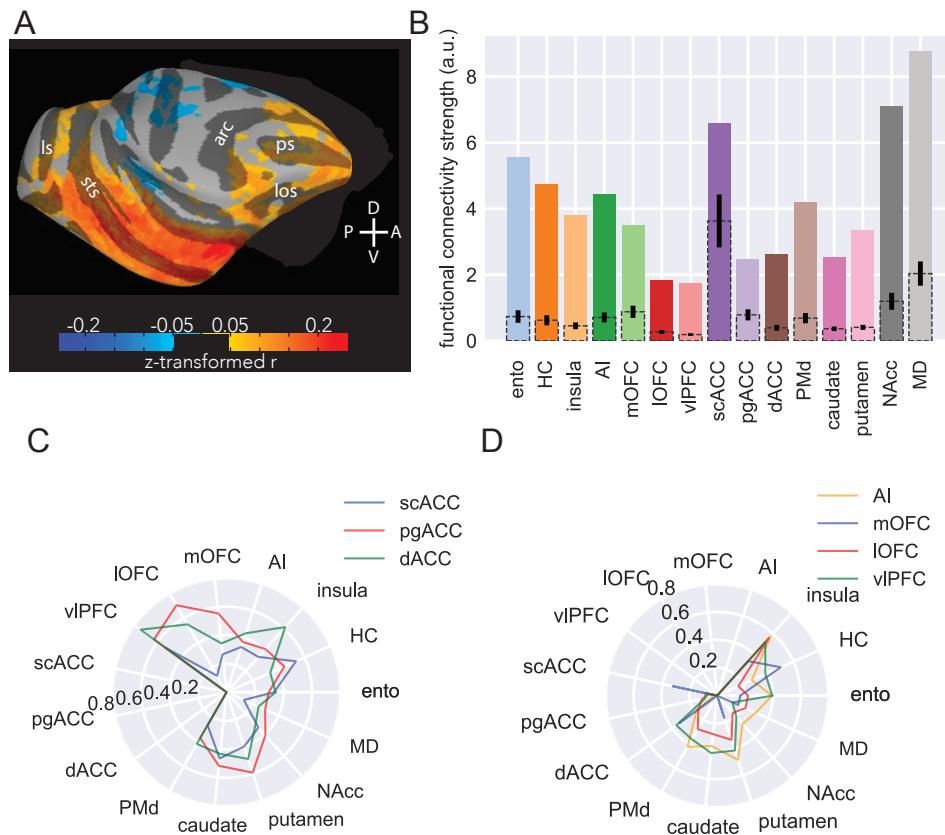 A
ls
sts
arc
ps
los
D
P A
V
-0.2 -0.05 0.05 0.2
z-transformed r
B
functional connectivity strength (a.u.)
8
6
4
2
0
ento
HC
insula
AI
mOFC
lOFC
vlPFC
scACC
pgACC
dACC
PMd
caudate
putamen
NAcc
MD
C
scACC
pgACC
dACC
mOFC
AI
lOFC
insula
vlPFC
HC
scACC
ento
0.8 0.6 0.4 0.2
pgACC
MD
dACC
NAcc
PMd
putamen
caudate
D
AI
mOFC
lOFC
vlPFC
mOFC
AI
lOFC
0.8
0.6
0.4
0.2
insula
vlPFC
HC
scACC
ento
pgACC
MD
dACC
NAcc
PMd
putamen
caudate